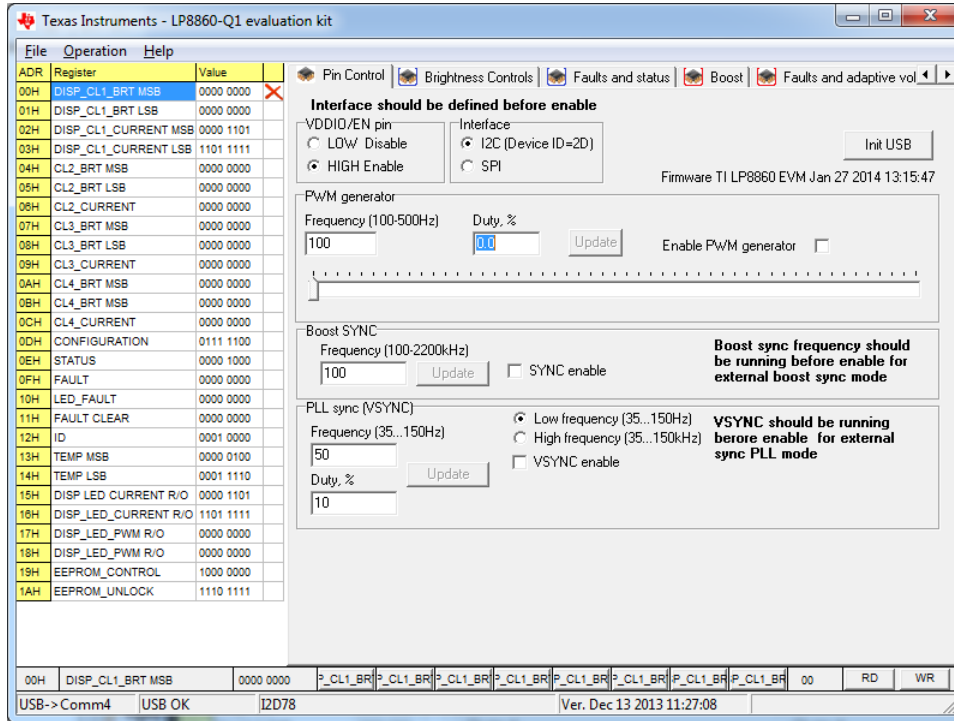 Texas Instruments - LP8860-Q1 evaluation kit
File Operation Help
ADR Register Value
00H DISP_CL1_BRT MSB 0000 0000
01H DISP_CL1_BRT LSB 0000 0000
02H DISP_CL1_CURRENT MSB 0000 1101
03H DISP_CL1_CURRENT LSB 1101 1111
04H CL2_BRT MSB 0000 0000
05H CL2_BRT LSB 0000 0000
06H CL2_CURRENT 0000 0000
07H CL3_BRT MSB 0000 0000
08H CL3_BRT LSB 0000 0000
09H CL3_CURRENT 0000 0000
0AH CL4_BRT MSB 0000 0000
0BH CL4_BRT MSB 0000 0000
0CH CL4_CURRENT 0000 0000
0DH CONFIGURATION 0111 1100
0EH STATUS 0000 1000
0FH FAULT 0000 0000
10H LED_FAULT 0000 0000
11H FAULT CLEAR 0000 0000
12H ID 0001 0000
13H TEMP MSB 0000 0100
14H TEMP LSB 0001 1110
15H DISP LED CURRENT R/O 0000 1101
16H DISP_LED_CURRENT R/O 1101 1111
17H DISP_LED_PWM R/O 0000 0000
18H DISP_LED_PWM R/O 0000 0000
19H EEPROM_CONTROL 1000 0000
1AH EEPROM_UNLOCK 1110 1111
Pin Control Brightness Controls Faults and status Boost Faults and adaptive vol
Interface should be defined before enable
VDDIO/EN pin Interface
LOW Disable I2C (Device ID=2D) Init USB
HIGH Enable SPI
Firmware TI LP8860 EVM Jan 27 2014 13:15:47
PWM generator
Frequency (100-500Hz) Duty, %
100 0.0 Update Enable PWM generator
Boost SYNC
Frequency (100-2200kHz)
100 Update SYNC enable
Boost sync frequency should
be running before enable for
external boost sync mode
PLL sync (VSYNC)
Frequency (35...150Hz)
50
Duty, % Update
10
Low frequency (35...150Hz)
High frequency (35...150kHz)
VSYNC enable
VSYNC should be running
berore enable for external
sync PLL mode
00H DISP_CL1_BRT MSB 0000 0000 P_CL1_BRT P_CL1_BRT P_CL1_BRT P_CL1_BRT P_CL1_BRT P_CL1_BRT P_CL1_BR P_CL1_BR 00 RD WR
USB->Comm4 USB OK I2D78 Ver. Dec 13 2013 11:27:08